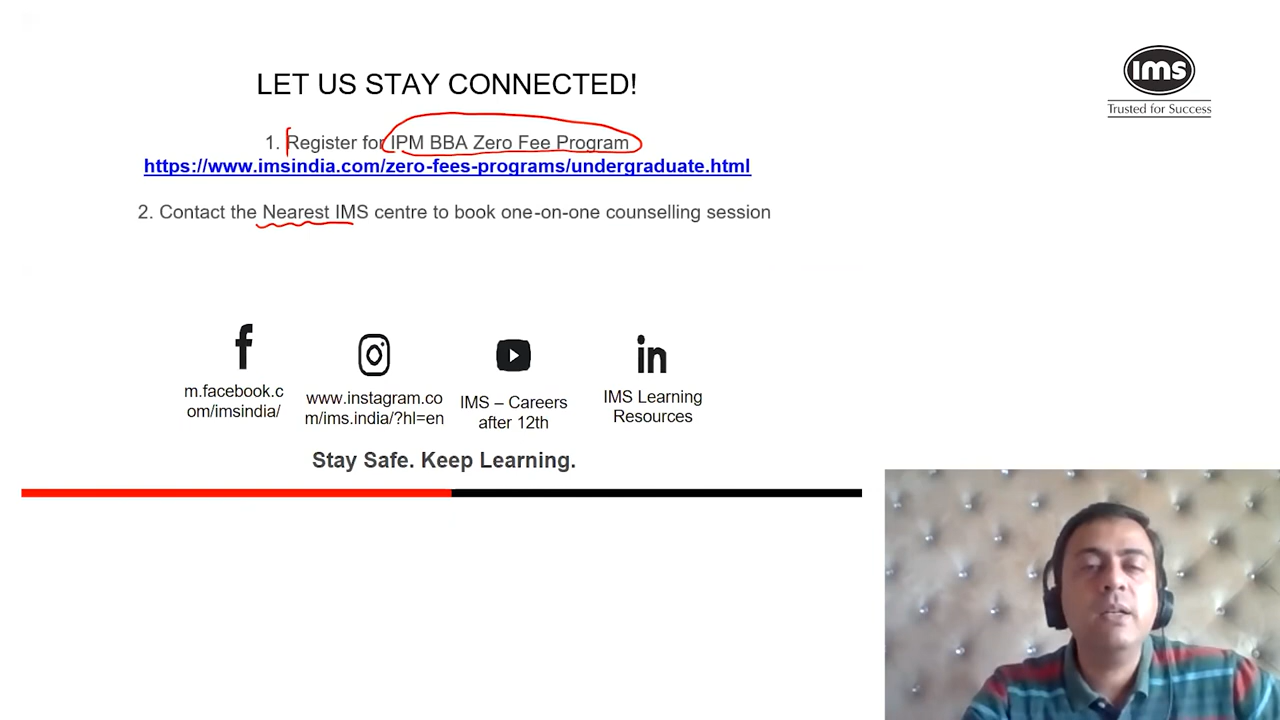 LET US STAY CONNECTED!
ims
Trusted for Success
1. Register for IPM BBA Zero Fee Program
https://www.imsindia.com/zero-fees-programs/undergraduate.html
2. Contact the Nearest IMS centre to book one-on-one counselling session
m.facebook.c
om/imsindia/
www.instagram.co
m/ims.india/?hl=en
IMS – Careers
after 12th
IMS Learning
Resources
Stay Safe. Keep Learning.